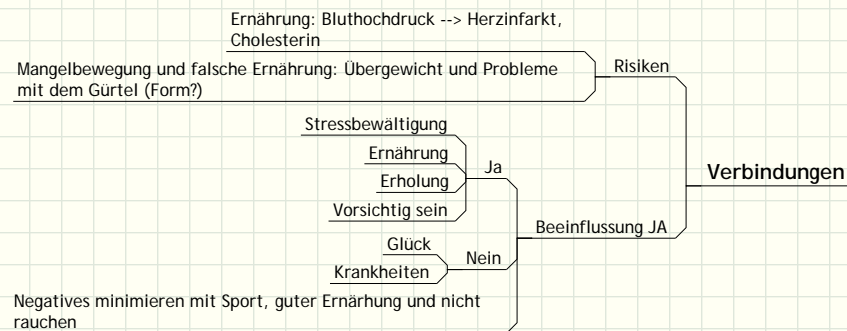 Ernährung: Bluthochdruck --> Herzinfarkt,
Cholesterin
Mangelbewegung und falsche Ernährung: Übergewicht und Probleme
mit dem Gürtel (Form?)
Risiken
Stressbewältigung
Ernährung
Erholung
Vorsichtig sein
Ja
Glück
Krankheiten
Nein
Negatives minimieren mit Sport, guter Ernärhung und nicht
rauchen
Beeinflussung JA
Verbindungen